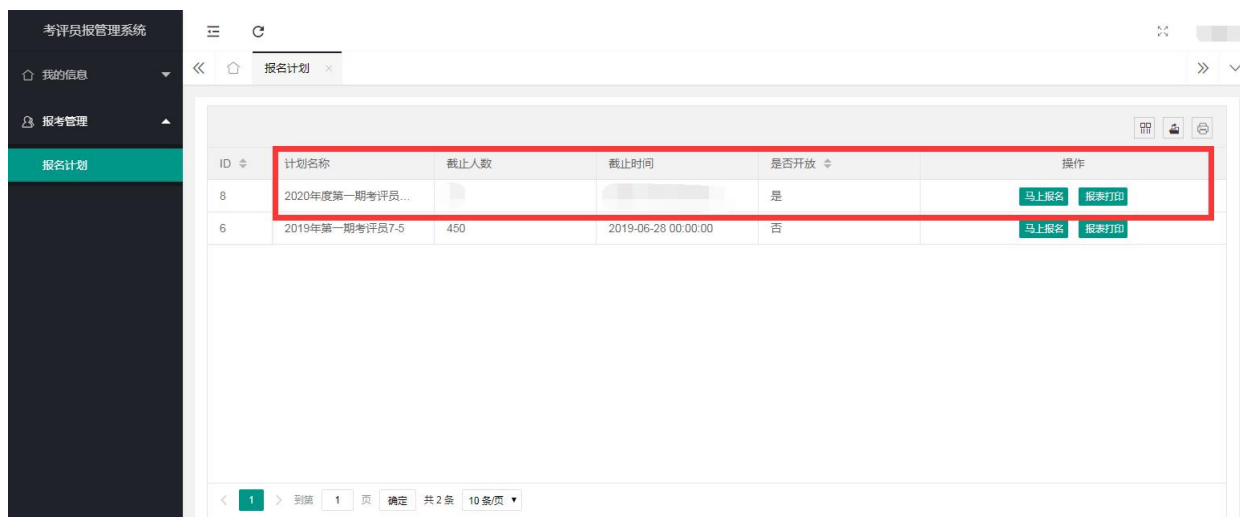 考评员报管理系统
我的信息
报名计划
报考管理
报名计划
ID 计划名称 截止人数 截止时间 是否开放 操作
8 2020年度第一期考评员... 是 马上报名 报表打印
6 2019年第一期考评员7-5 450 2019-06-28 00:00:00 否 马上报名 报表打印
1 到第 1 页 确定 共2条 10条/页